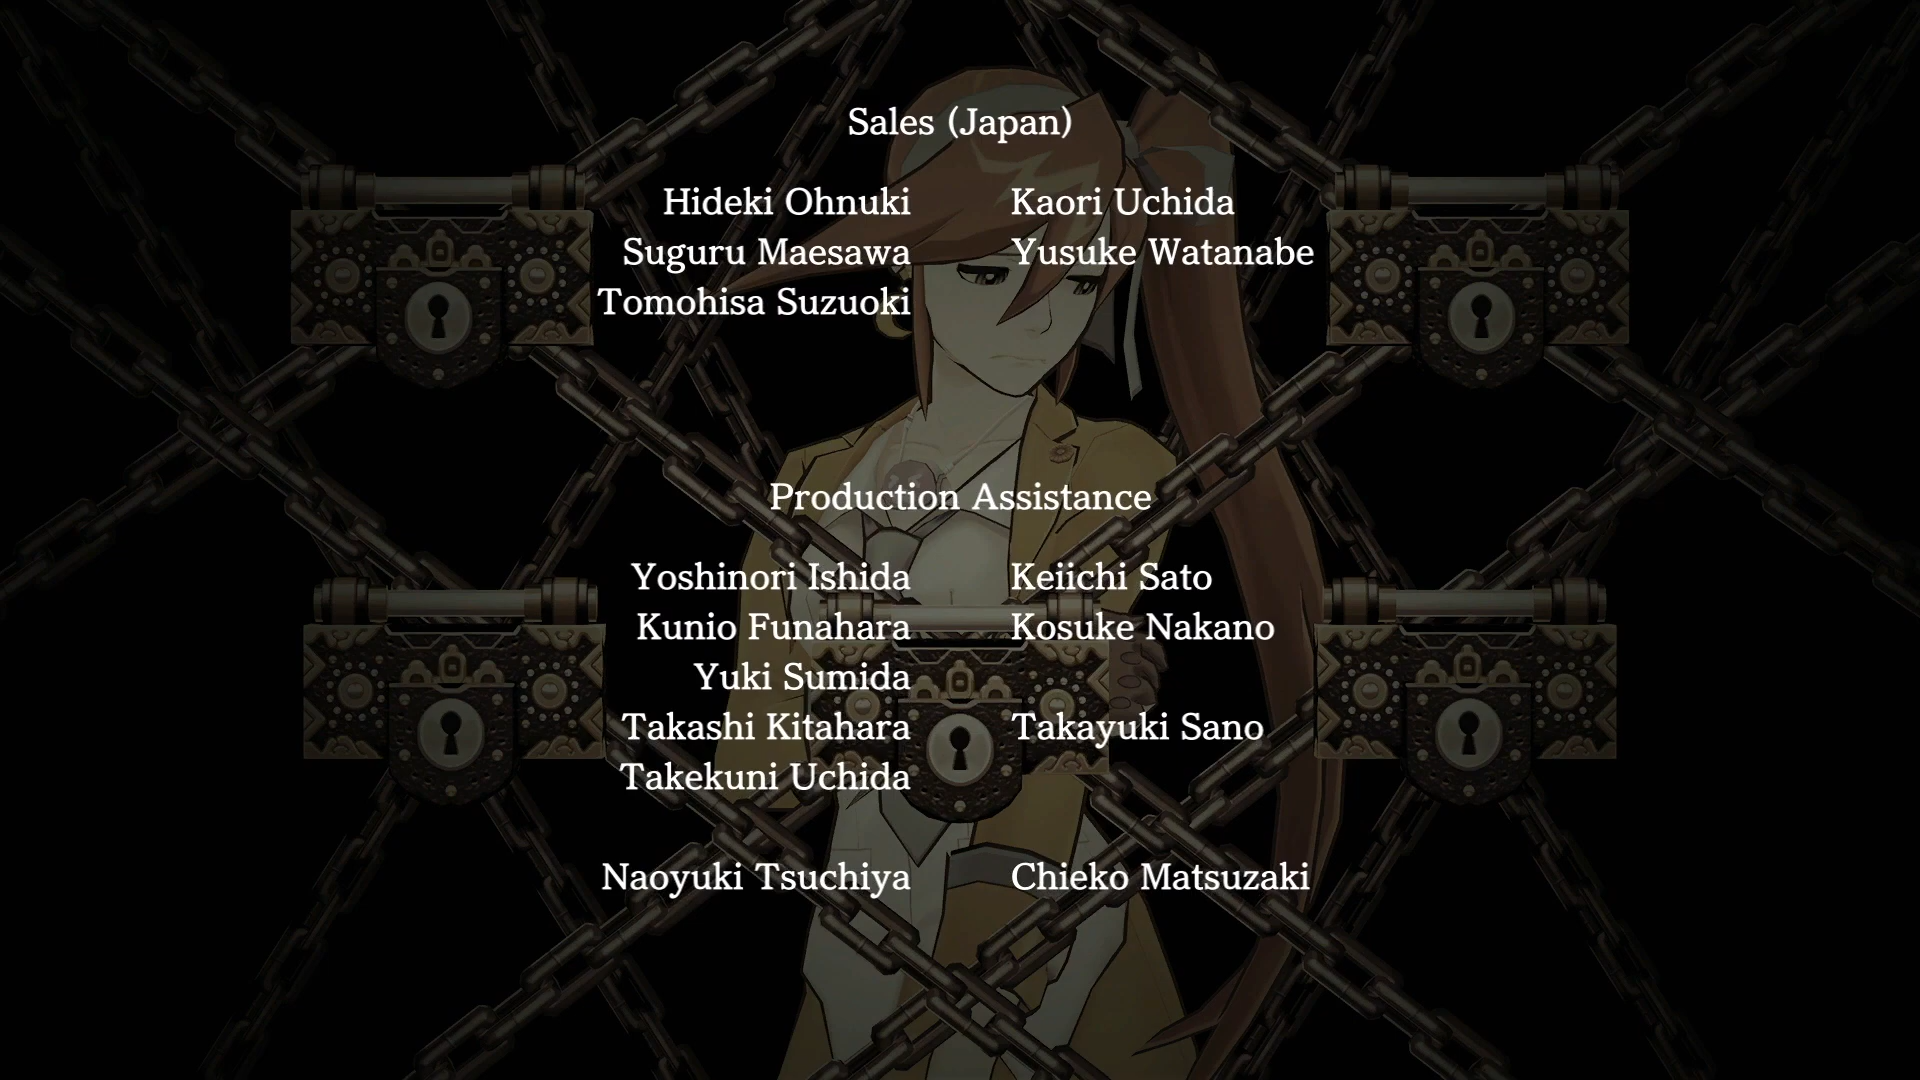 Sales (Japan)
Hideki Ohnuki Kaori Uchida
Suguru Maesawa Yusuke Watanabe
Tomohisa Suzuoki
Production Assistance
Yoshinori Ishida Keiichi Sato
Kunio Funahara Kosuke Nakano
Yuki Sumida
Takashi Kitahara Takayuki Sano
Takekuni Uchida
Naoyuki Tsuchiya Chieko Matsuzaki